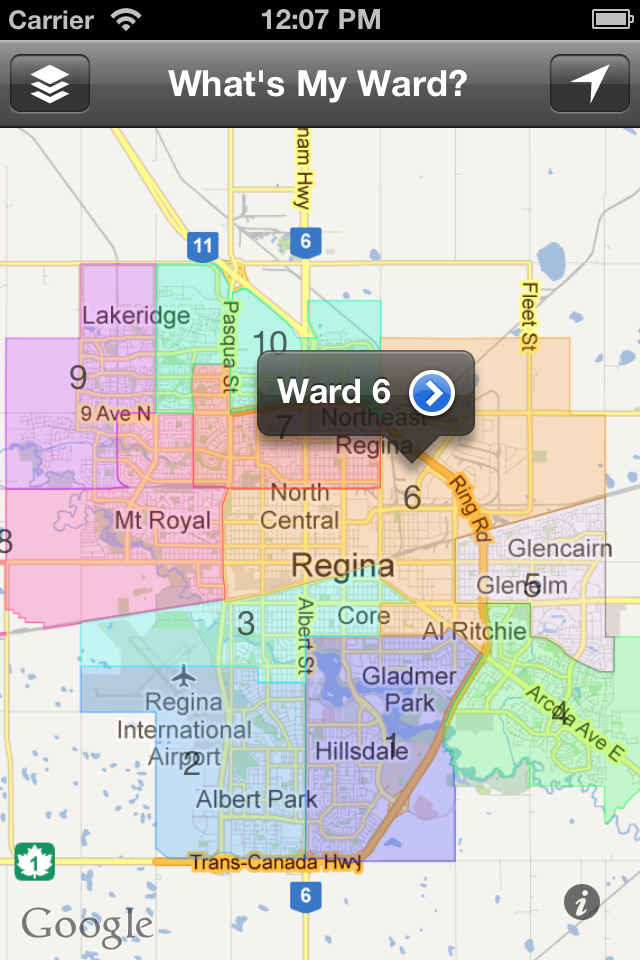 Carrier 12:07 PM
What's My Ward?
nam Hwy
11
6
Lakeridge
Pasqua St
Fleet St
10
9
Ward 6
9 Ave N
7
Northeast
Regina
Ring Rd
6
North
Central
Mt Royal
8
Glencairn
Regina
Glenelm
5
Albert St
3
Core
Al Ritchie
Gladmer
Park
Regina
International
Airport
2
Hillsdale
1
4
Arcola Ave E
Albert Park
1
Trans-Canada Hwy
6
Google
i